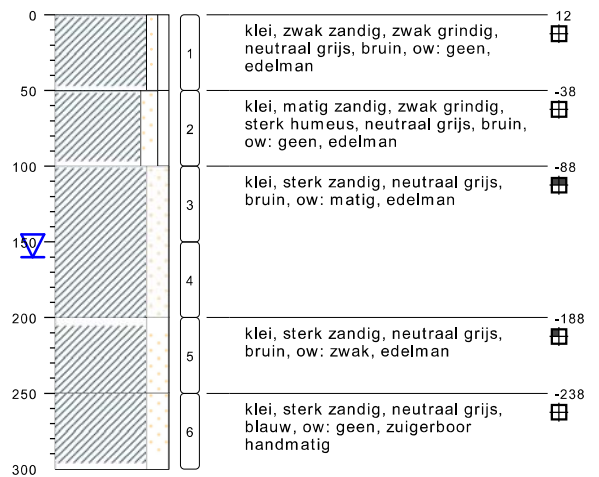 0
12
klei, zwak zandig, zwak grindig,
neutraal grijs, bruin, ow: geen,
edelman
1
50
-38
klei, matig zandig, zwak grindig,
sterk humeus, neutraal grijs, bruin,
ow: geen, edelman
2
100
-88
klei, sterk zandig, neutraal grijs,
bruin, ow: matig, edelman
3
150
4
200
-188
klei, sterk zandig, neutraal grijs,
bruin, ow: zwak, edelman
5
250
-238
klei, sterk zandig, neutraal grijs,
blauw, ow: geen, zuigerboor
handmatig
6
300